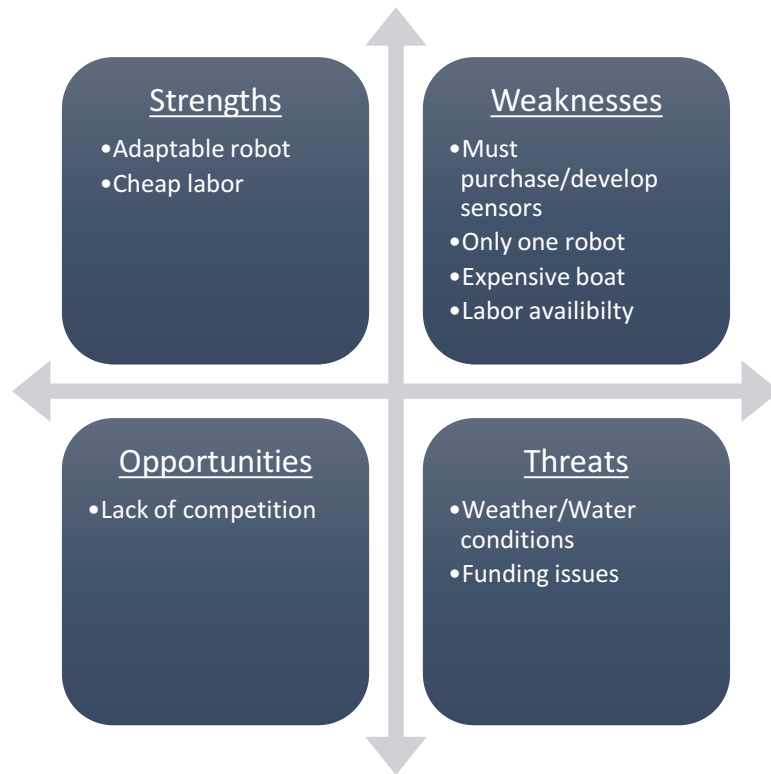 Strengths
•Adaptable robot
•Cheap labor
Weaknesses
•Must
purchase/develop
sensors
•Only one robot
•Expensive boat
•Labor availibilty
Opportunities
•Lack of competition
Threats
•Weather/Water
conditions
•Funding issues